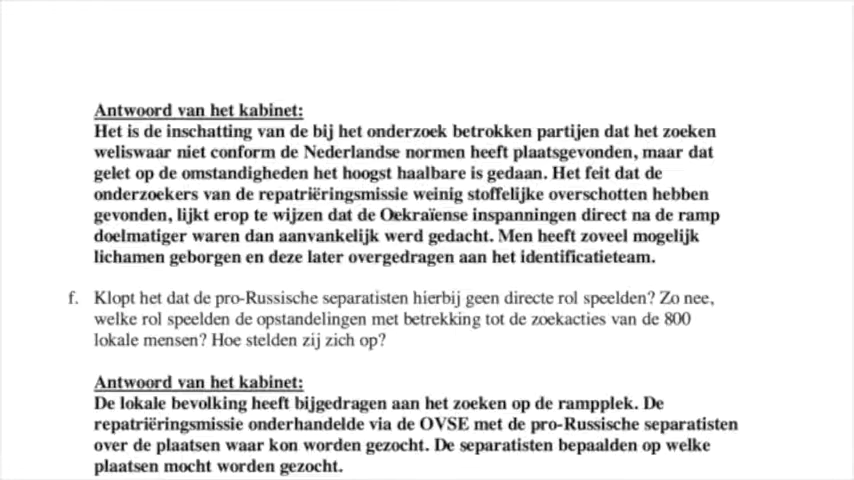 Antwoord van het kabinet:
Het is de inschatting van de bij het onderzoek betrokken partijen dat het zoeken
weliswaar niet conform de Nederlandse normen heeft plaatsgevonden, maar dat
gelet op de omstandigheden het hoogst haalbare is gedaan. Het feit dat de
onderzoekers van de repatriëringsmissie weinig stoffelijke overschotten hebben
gevonden, lijkt erop te wijzen dat de Oekraïense inspanningen direct na de ramp
doelmatiger waren dan aanvankelijk werd gedacht. Men heeft zoveel mogelijk
lichamen geborgen en deze later overgedragen aan het identificatieteam.
f. Klopt het dat de pro-Russische separatisten hierbij geen directe rol speelden? Zo nee,
welke rol speelden de opstandelingen met betrekking tot de zoekacties van de 800
lokale mensen? Hoe stelden zij zich op?
Antwoord van het kabinet:
De lokale bevolking heeft bijgedragen aan het zoeken op de rampplek. De
repatriëringsmissie onderhandelde via de OVSE met de pro-Russische separatisten
over de plaatsen waar kon worden gezocht. De separatisten bepaalden op welke
plaatsen mocht worden gezocht.